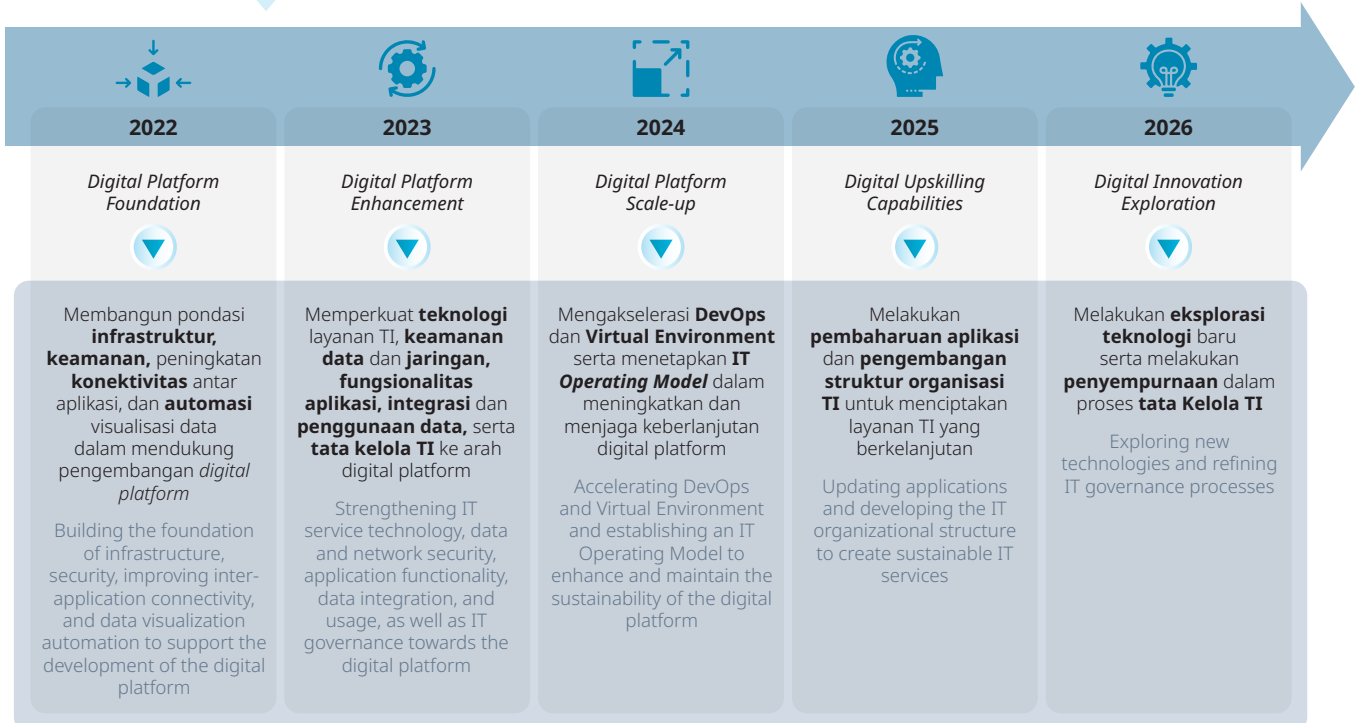 2022
Digital Platform
Foundation
Membangun pondasi
infrastruktur,
keamanan, peningkatan
konektivitas antar
aplikasi, dan automasi
visualisasi data
dalam mendukung
pengembangan digital
platform
Building the foundation
of infrastructure,
security, improving inter-
application connectivity,
and data visualization
automation to support the
development of the digital
platform
2023
Digital Platform
Enhancement
Memperkuat teknologi
layanan TI, keamanan
data dan jaringan,
fungsionalitas
aplikasi, integrasi dan
penggunaan data, serta
tata kelola TI ke arah
digital platform
Strengthening IT
service technology, data
and network security,
application functionality,
data integration, and
usage, as well as IT
governance towards the
digital platform
2024
Digital Platform
Scale-up
Mengakselerasi DevOps
dan Virtual Environment
serta menetapkan IT
Operating Model dalam
meningkatkan dan
menjaga keberlanjutan
digital platform
Accelerating DevOps
and Virtual Environment
and establishing an IT
Operating Model to
enhance and maintain the
sustainability of the digital
platform
2025
Digital Upskilling
Capabilities
Melakukan
pembaharuan aplikasi
dan pengembangan
struktur organisasi
TI untuk menciptakan
layanan TI yang
berkelanjutan
Updating applications
and developing the IT
organizational structure
to create sustainable IT
services
2026
Digital Innovation
Exploration
Melakukan eksplorasi
teknologi baru
serta melakukan
penyempurnaan dalam
proses tata Kelola TI
Exploring new
technologies and refining
IT governance processes